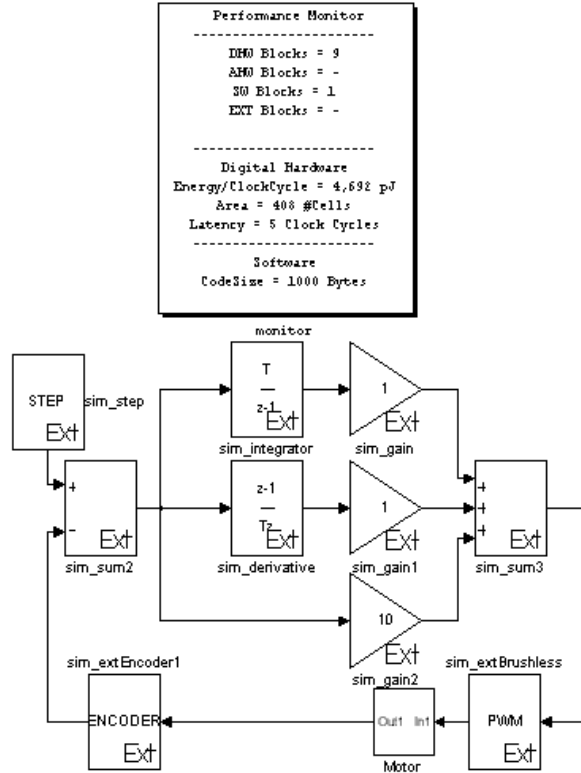 Performance Monitor
------------------------
DHW Blocks = 9
AHW Blocks = -
SW Blocks = 1
EXT Blocks = -
------------------------
Digital Hardware
Energy/ClockCycle = 4,692 pJ
Area = 408 #Cells
Latency = 5 Clock Cycles
------------------------
Software
CodeSize = 1000 Bytes
monitor
STEP
Ext
sim_step
T
z-1
Ext
sim_integrator
1
Ext
sim_gain
+
-
Ext
sim_sum2
z-1
Tz
Ext
sim_derivative
1
Ext
sim_gain1
+
+
+
Ext
sim_sum3
10
Ext
sim_gain2
sim_extEncoder1
ENCODER
Ext
Out1 In1
Motor
sim_extBrushless
PWM
Ext